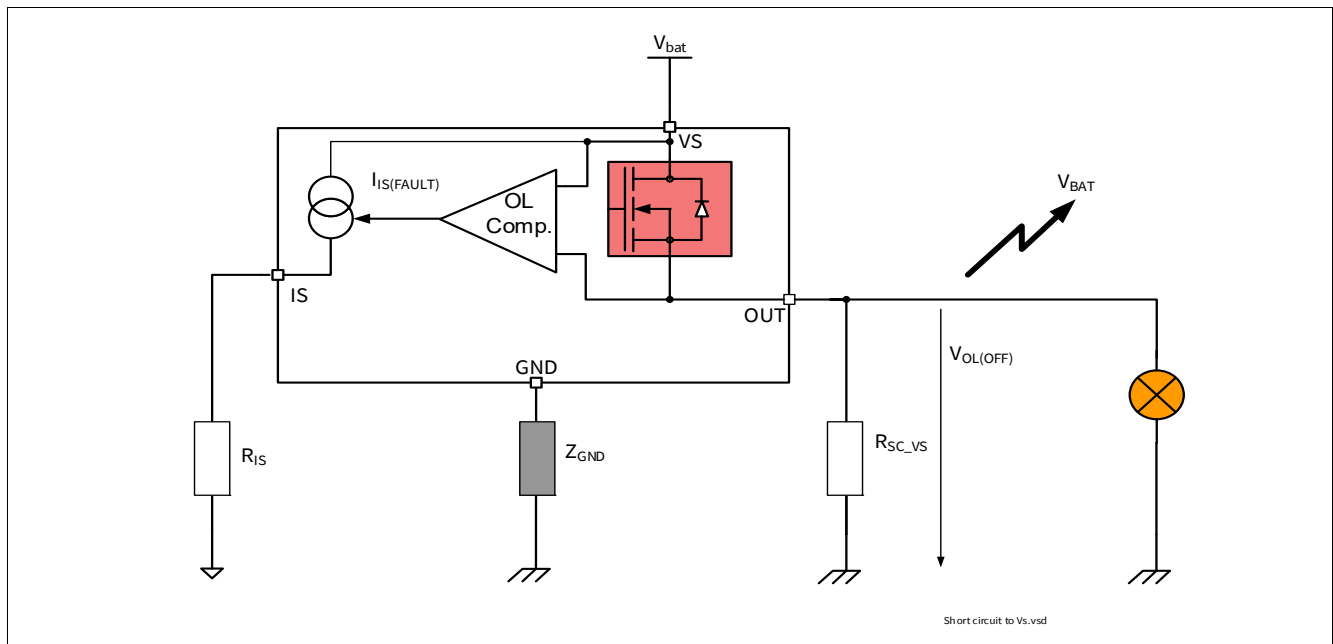 Vbat
VS
IIS(FAULT)
OL
Comp.
VBAT
IS
OUT
VOL(OFF)
GND
RIS
ZGND
RSC_VS
Short circuit to Vs.vsd